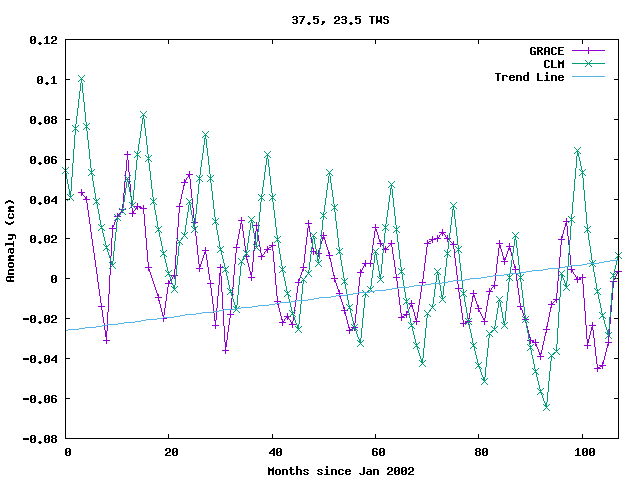 37.5, 23.5 TWS
GRACE
CLM
Trend Line
0.12
0.1
0.08
0.06
0.04
0.02
0
-0.02
-0.04
-0.06
-0.08
Anomaly (cm)
0 20 40 60 80 100
Months since Jan 2002